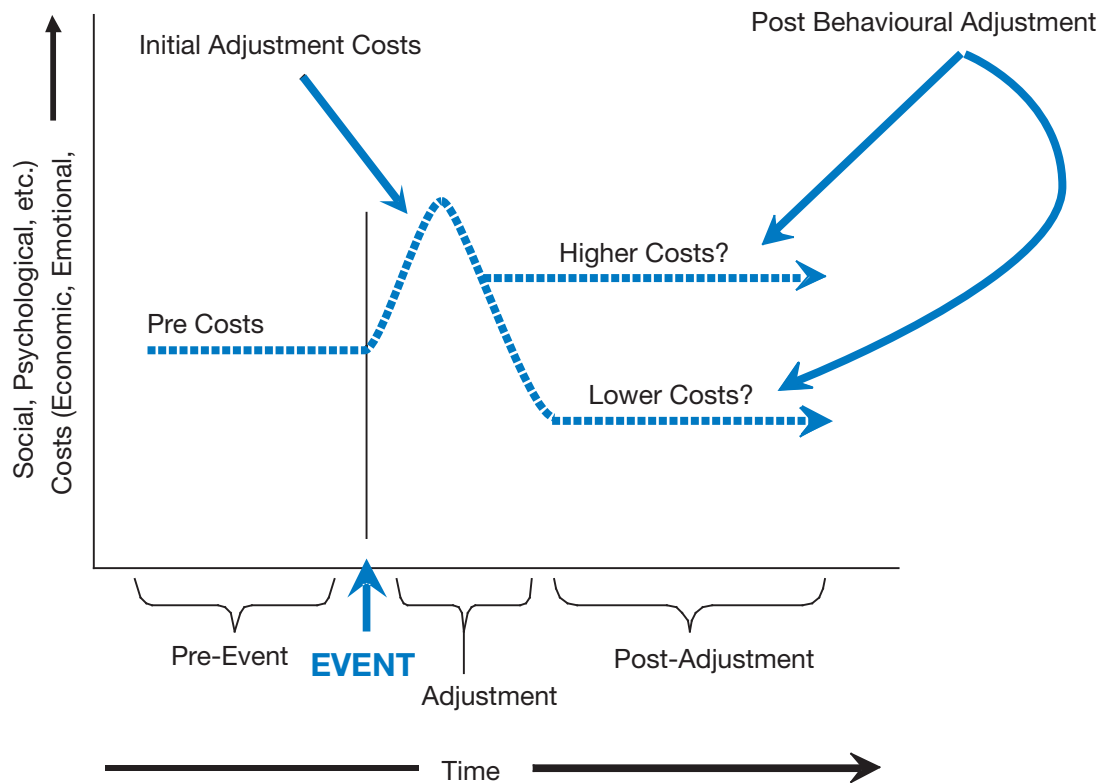 Post Behavioural Adjustment
Initial Adjustment Costs
Social, Psychological, etc.)
Costs (Economic, Emotional,
Higher Costs?
Pre Costs
Lower Costs?
Pre-Event
EVENT
Adjustment
Post-Adjustment
Time